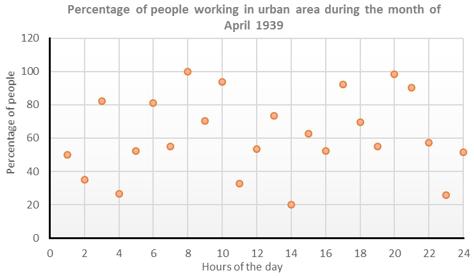 Percentage of people working in urban area during the month of
April 1939
120
100
80
60
40
20
0
Percentage of people
0 2 4 6 8 10 12 14 16 18 20 22 24
Hours of the day